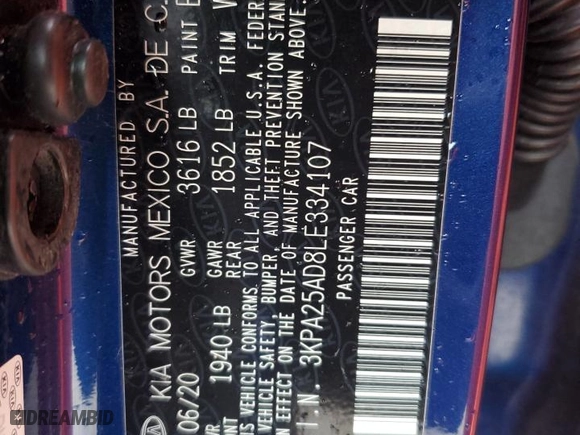 MANUFACTURED BY
KIA MOTORS MEXICO S.A. DE C.
06/20 GVWR 3616 LB PAINT
GAWR
1940 LB REAR 1852 LB TRIM
VEHICLE CONFORMS TO ALL APPLICABLE U.S.A. FEDER
VEHICLE SAFETY, BUMPER, AND THEFT PREVENTION STAN
EFFECT ON THE DATE OF MANUFACTURE SHOWN ABOVE.
I.N. 3KPA25AD8LE334107
PASSENGER CAR
DREAMBID